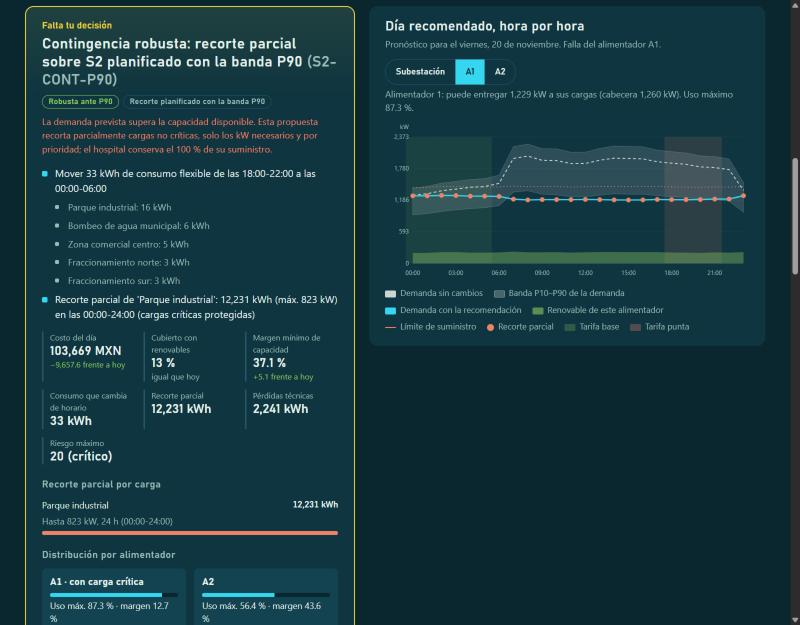 Falta tu decisión
Contingencia robusta: recorte parcial
sobre S2 planificado con la banda P90 (S2-
CONT-P90)
Robusta ante P90
Recorte planificado con la banda P90
La demanda prevista supera la capacidad disponible. Esta propuesta
recorta parcialmente cargas no críticas, solo los kW necesarios y por
prioridad; el hospital conserva el 100 % de su suministro.
Mover 33 kWh de consumo flexible de las 18:00-22:00 a las
00:00-06:00
Parque industrial: 16 kWh
Bombeo de agua municipal: 6 kWh
Zona comercial centro: 5 kWh
Fraccionamiento norte: 3 kWh
Fraccionamiento sur: 3 kWh
Recorte parcial de 'Parque industrial': 12,231 kWh (máx. 823 kW)
en las 00:00-24:00 (cargas críticas protegidas)
Costo del día
103,669 MXN
−9,657.6 frente a hoy
Cubierto con
renovables
13 %
igual que hoy
Margen mínimo de
capacidad
37.1 %
+5.1 frente a hoy
Consumo que cambia
de horario
33 kWh
Recorte parcial
12,231 kWh
Pérdidas técnicas
2,241 kWh
Riesgo máximo
20 (crítico)
Recorte parcial por carga
Parque industrial 12,231 kWh
Hasta 823 kW, 24 h (00:00-24:00)
Distribución por alimentador
A1 · con carga crítica
Uso máx. 87.3 % · margen 12.7
%
A2
Uso máx. 56.4 % · margen 43.6
%
Día recomendado, hora por hora
Pronóstico para el viernes, 20 de noviembre. Falla del alimentador A1.
Subestación A1 A2
Alimentador 1: puede entregar 1,229 kW a sus cargas (cabecera 1,260 kW). Uso máximo
87.3 %.
kW
2,373
1,780
1,186
593
0
00:00 03:00 06:00 09:00 12:00 15:00 18:00 21:00
Demanda sin cambios Banda P10–P90 de la demanda
Demanda con la recomendación Renovable de este alimentador
Límite de suministro Recorte parcial Tarifa base Tarifa punta